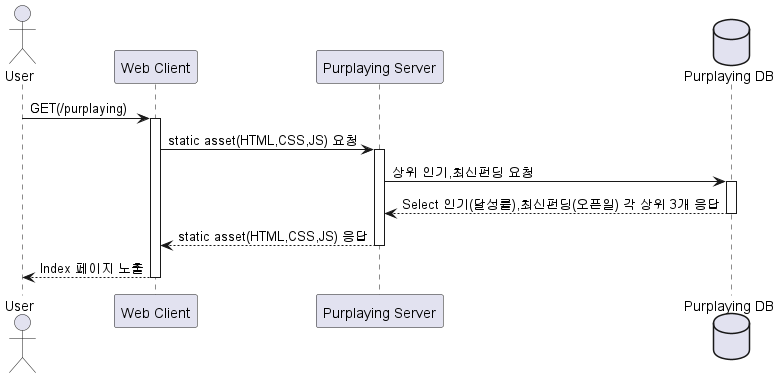 User
Web Client
Purplaying Server
Purplaying DB
GET(/purplaying)
static asset(HTML,CSS,JS) 요청
상위 인기,최신펀딩 요청
Select 인기(달성률),최신펀딩(오픈일) 각 상위 3개 응답
static asset(HTML,CSS,JS) 응답
Index 페이지 노출
User
Web Client
Purplaying Server
Purplaying DB